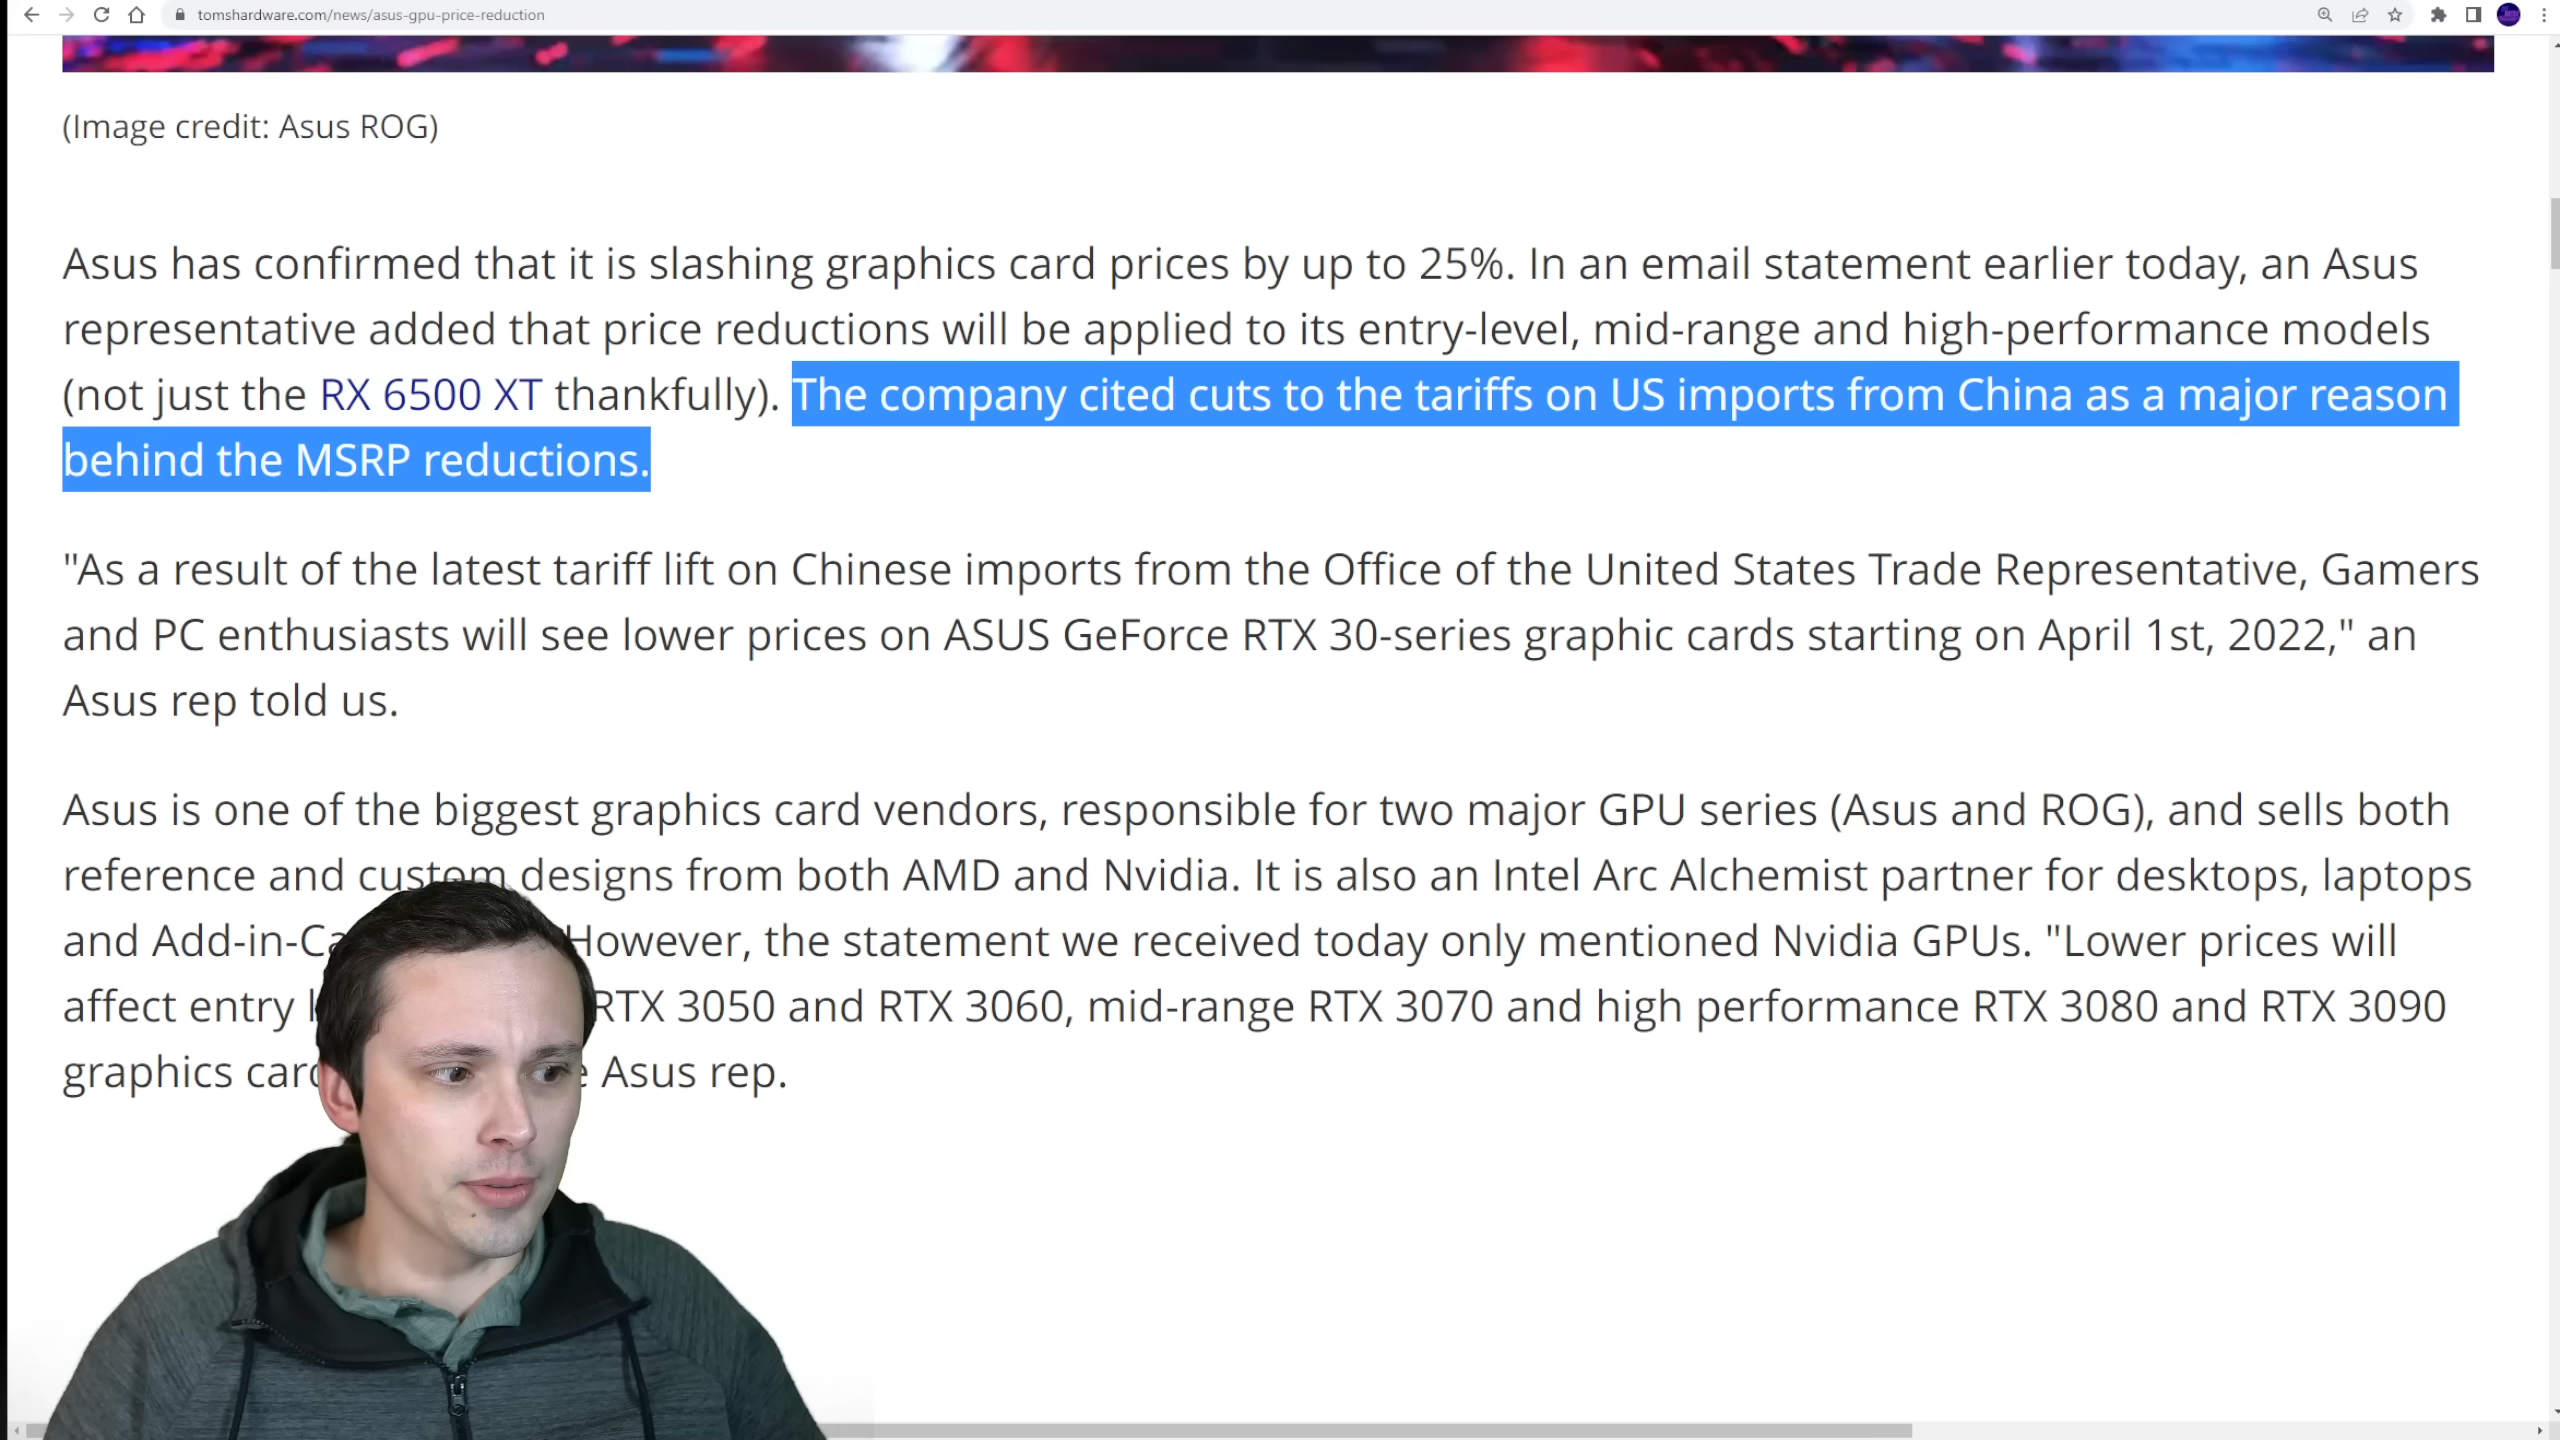 tomshardware.com/news/asus-gpu-price-reduction
(Image credit: Asus ROG)
Asus has confirmed that it is slashing graphics card prices by up to 25%. In an email statement earlier today, an Asus
representative added that price reductions will be applied to its entry-level, mid-range and high-performance models
(not just the RX 6500 XT thankfully). The company cited cuts to the tariffs on US imports from China as a major reason
behind the MSRP reductions.
"As a result of the latest tariff lift on Chinese imports from the Office of the United States Trade Representative, Gamers
and PC enthusiasts will see lower prices on ASUS GeForce RTX 30-series graphic cards starting on April 1st, 2022," an
Asus rep told us.
Asus is one of the biggest graphics card vendors, responsible for two major GPU series (Asus and ROG), and sells both
reference and custom designs from both AMD and Nvidia. It is also an Intel Arc Alchemist partner for desktops, laptops
and Add-in- However, the statement we received today only mentioned Nvidia GPUs. "Lower prices will
affect entry RTX 3050 and RTX 3060, mid-range RTX 3070 and high performance RTX 3080 and RTX 3090
graphics Asus rep.